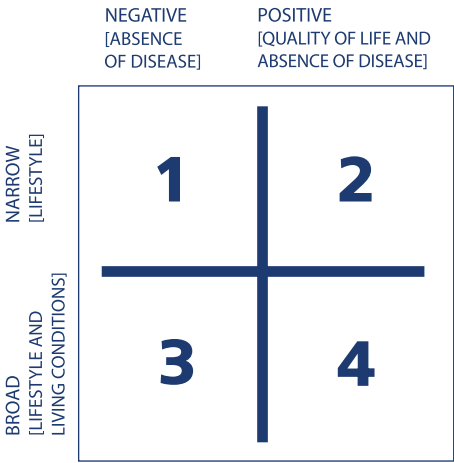 NEGATIVE
[ABSENCE
OF DISEASE]
POSITIVE
[QUALITY OF LIFE AND
ABSENCE OF DISEASE]
NARROW
[LIFESTYLE]
1
2
BROAD
[LIFESTYLE AND
LIVING CONDITIONS]
3
4